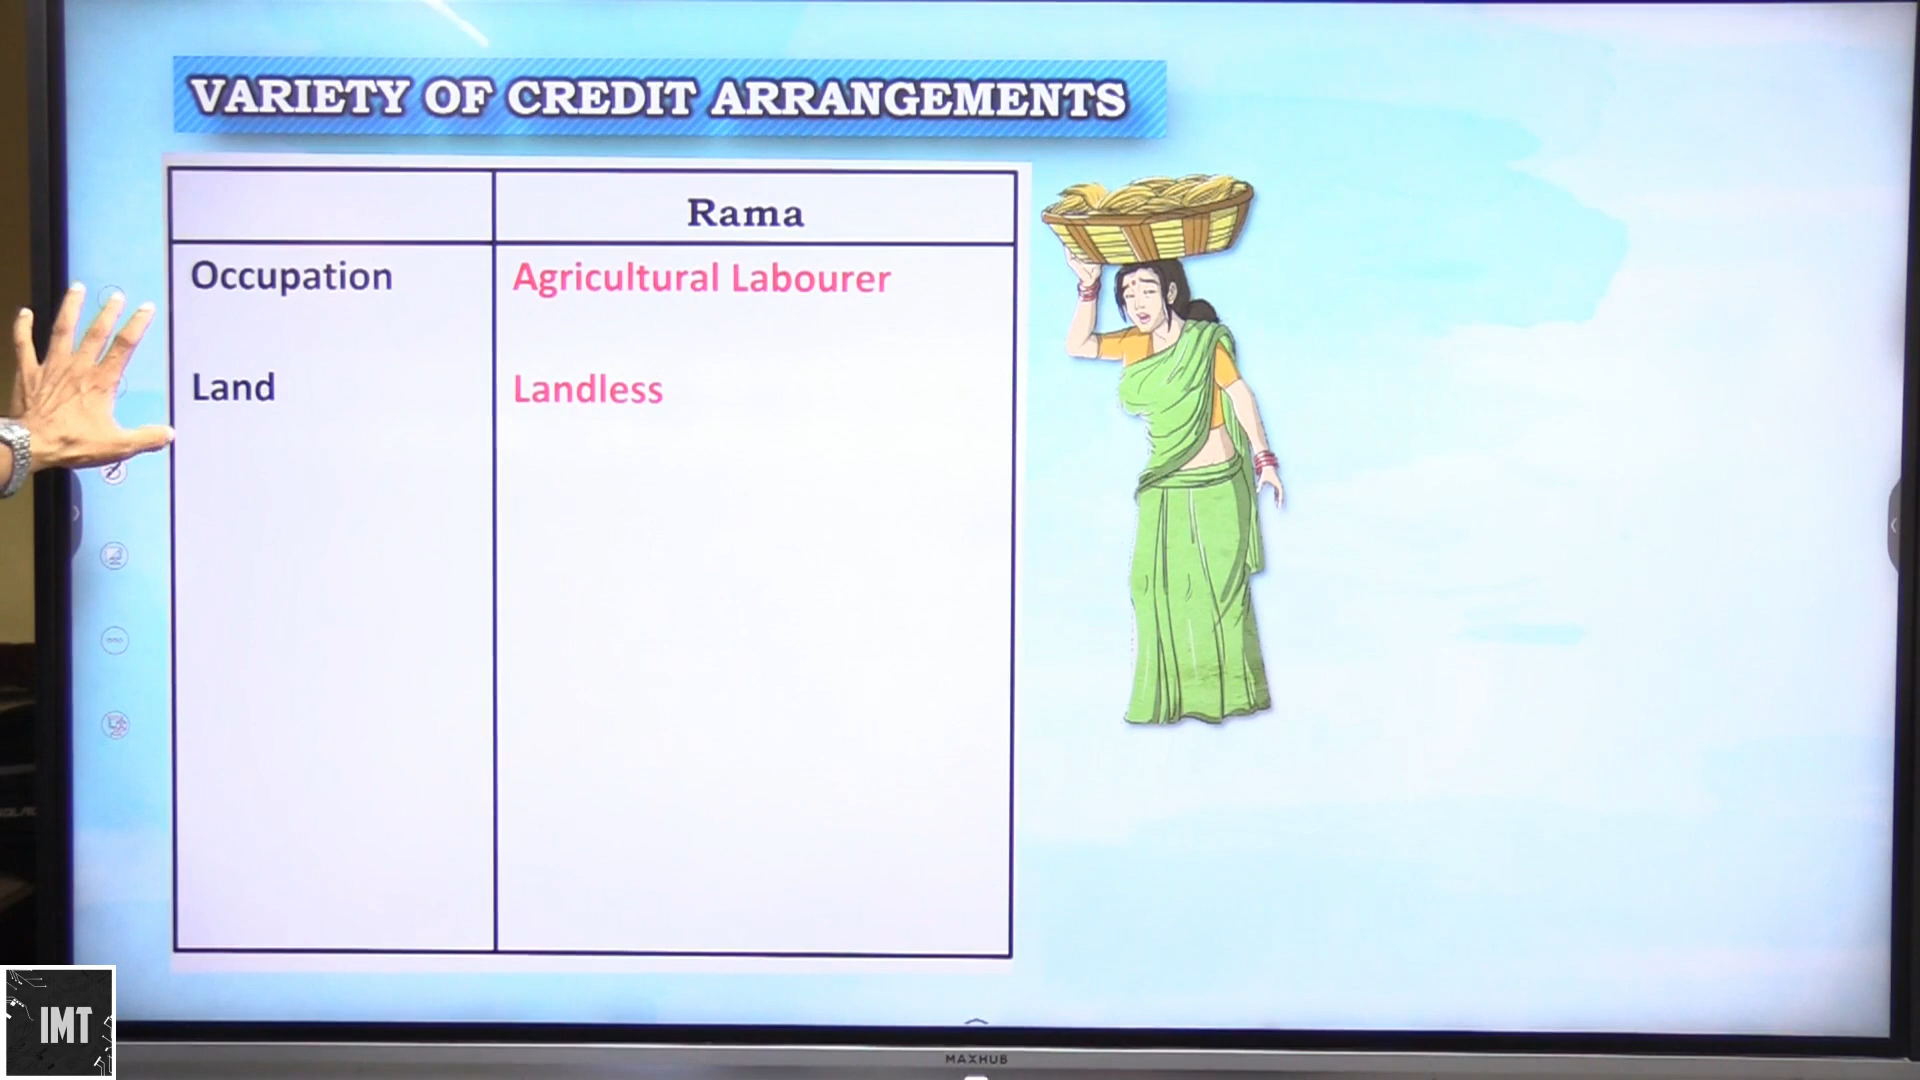 VARIETY OF CREDIT ARRANGEMENTS
Rama
Occupation
Agricultural Labourer
Land
Landless
IMT
MAXHUB